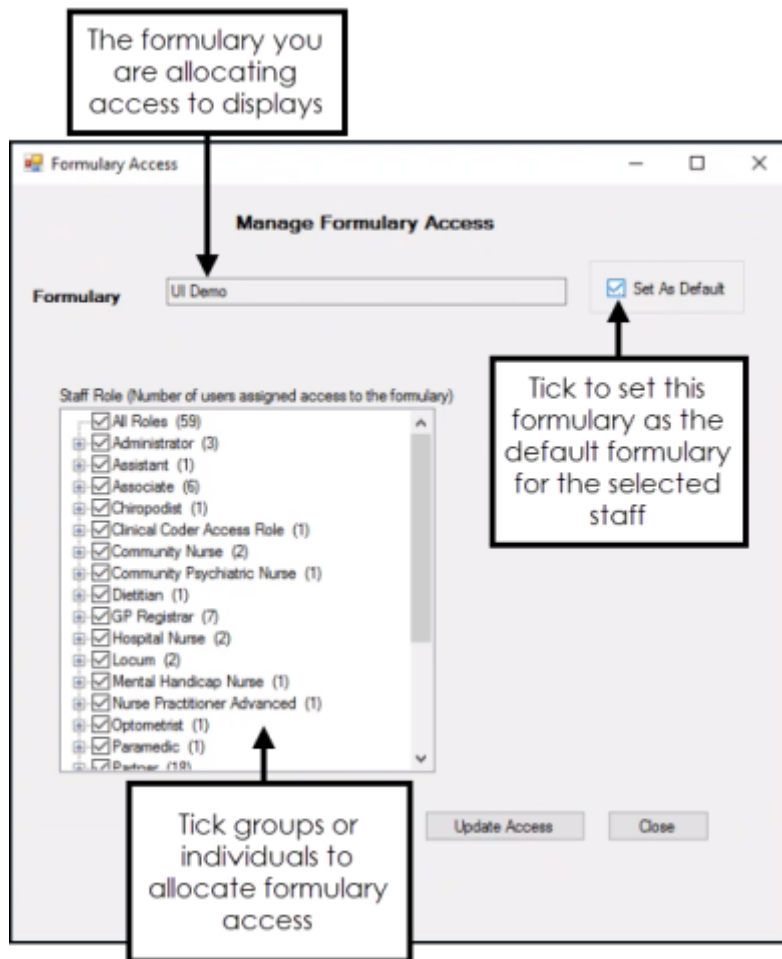 The formulary you
are allocating
access to displays
Formulary Access
Manage Formulary Access
Formulary
UI Demo
Set As Default
Tick to set this
formulary as the
default formulary
for the selected
staff
Staff Role (Number of users assigned access to the formulary)
All Roles (59)
Administrator (3)
Assistant (1)
Associate (6)
Chiropodist (1)
Clinical Coder Access Role (1)
Community Nurse (2)
Community Psychiatric Nurse (1)
Dietitian (1)
GP Registrar (7)
Hospital Nurse (2)
Locum (2)
Mental Handicap Nurse (1)
Nurse Practitioner Advanced (1)
Optometrist (1)
Paramedic (1)
Partner (18)
Tick groups or
individuals to
allocate formulary
access
Update Access
Close